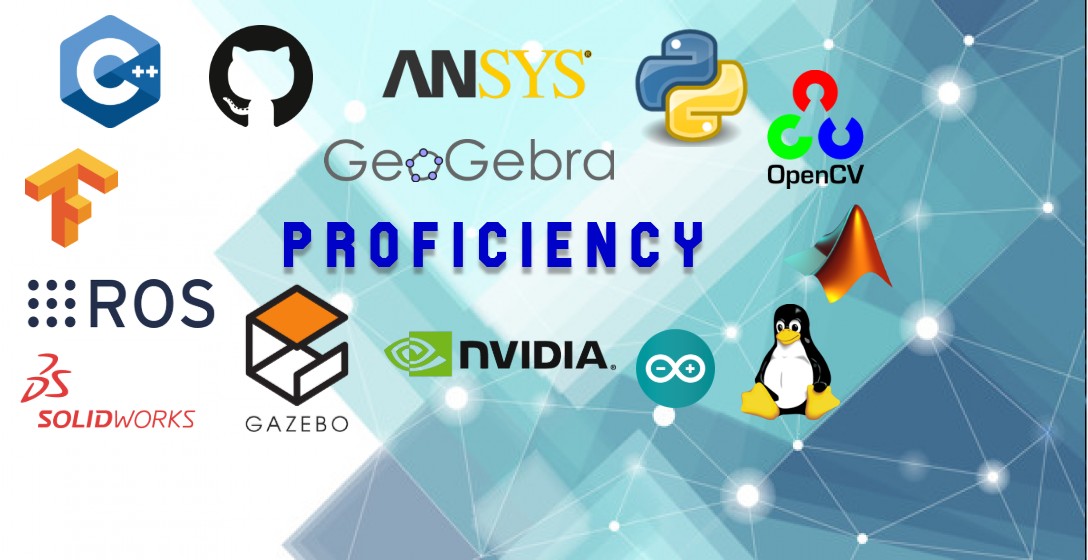 C++
ANSYS
GeoGebra
OpenCV
PROFICIENCY
ROS
NVIDIA.
SOLIDWORKS
GAZEBO